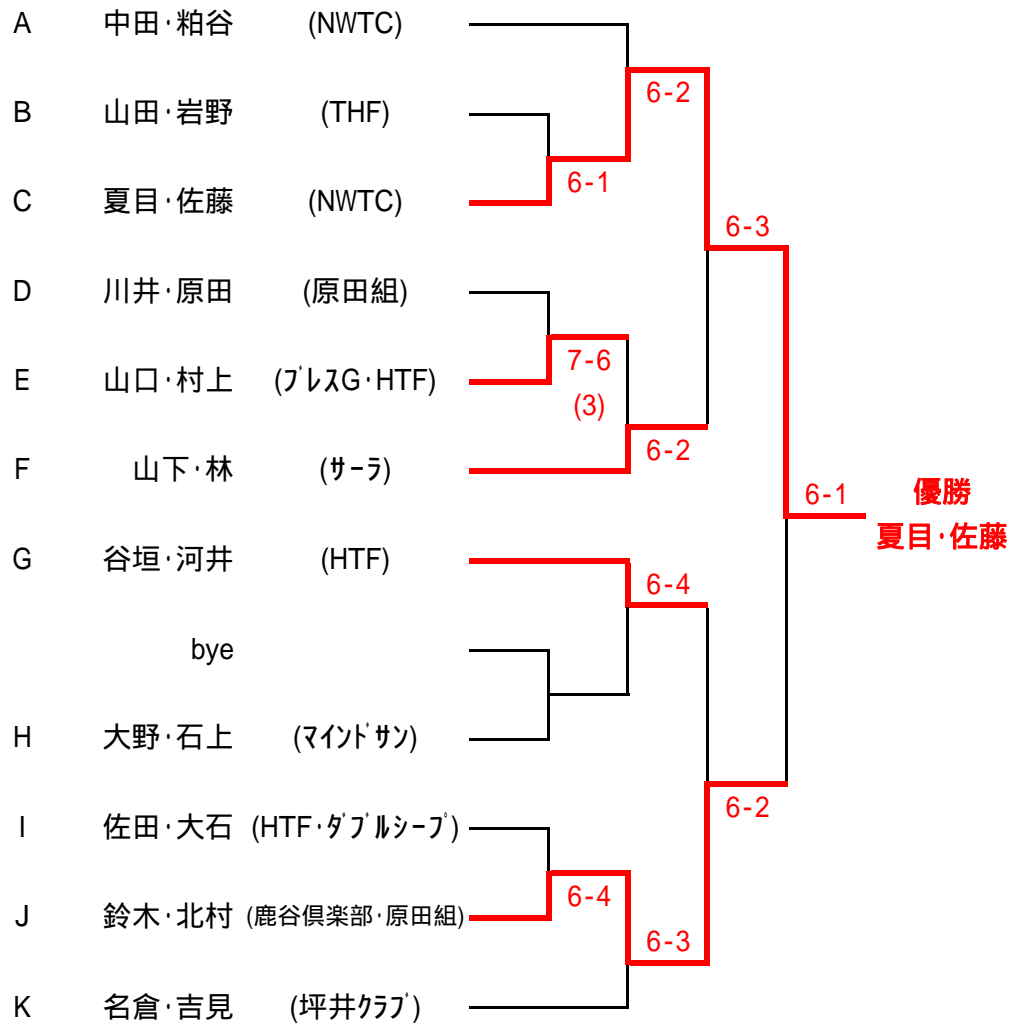 A 中田･粕谷 (NWTC)
6-2
B 山田･岩野 (THF)
6-1
C 夏目･佐藤 (NWTC)
6-3
D 川井･原田 (原田組)
7-6
E 山口･村上 (ﾌﾟﾚｽG･HTF)
(3)
6-2
F 山下･林 (ｻｰﾗ)
6-1 優勝
夏目･佐藤
G 谷垣･河井 (HTF)
6-4
bye
H 大野･石上 (ﾏｲﾝﾄﾞｻﾝ)
6-2
I 佐田･大石 (HTF･ﾀﾞﾌﾞﾙｼｰﾌﾟ)
6-4
J 鈴木･北村 (鹿谷倶楽部･原田組)
6-3
K 名倉･吉見 (坪井ｸﾗﾌﾞ)